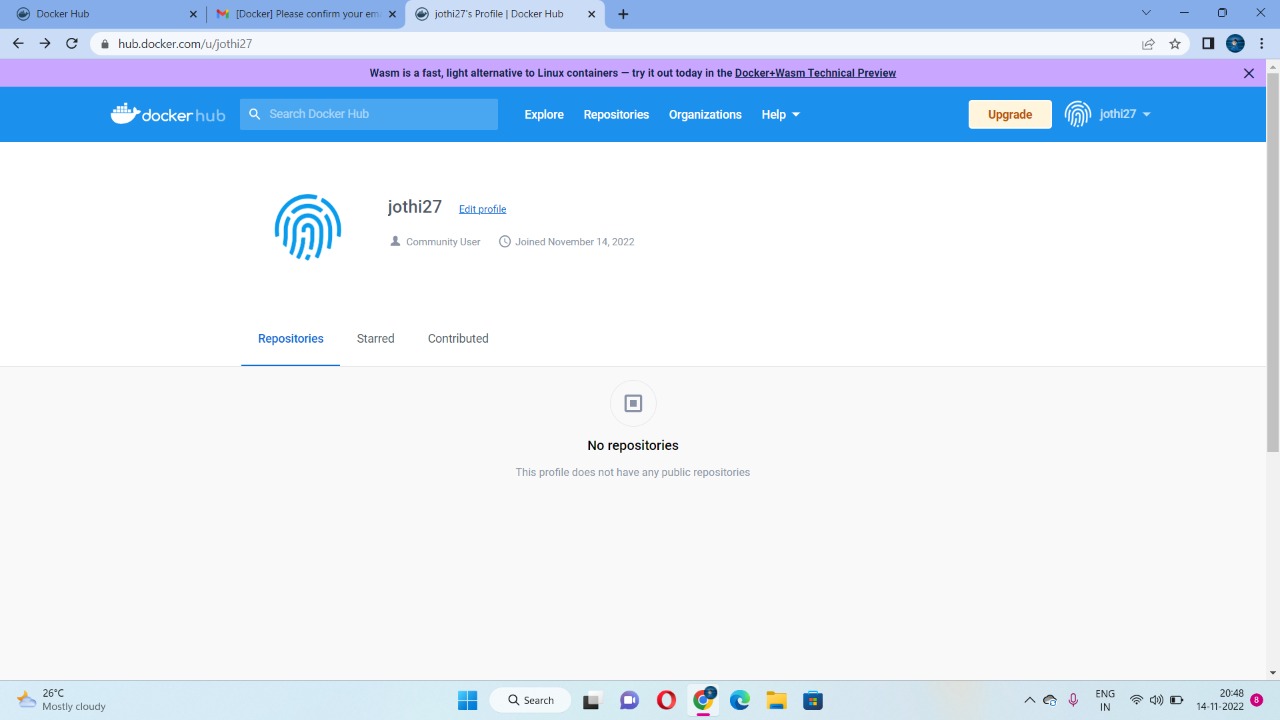 Docker Hub
[Docker] Please confirm your em
jothi27's Profile | Docker Hub
hub.docker.com/u/jothi27
Wasm is a fast, light alternative to Linux containers — try it out today in the Docker+Wasm Technical Preview
docker hub
Search Docker Hub
Explore
Repositories
Organizations
Help
Upgrade
jothi27
jothi27
Edit profile
Community User
Joined November 14, 2022
Repositories
Starred
Contributed
No repositories
This profile does not have any public repositories
26°C
Mostly cloudy
Search
ENG
IN
20:48
14-11-2022
8